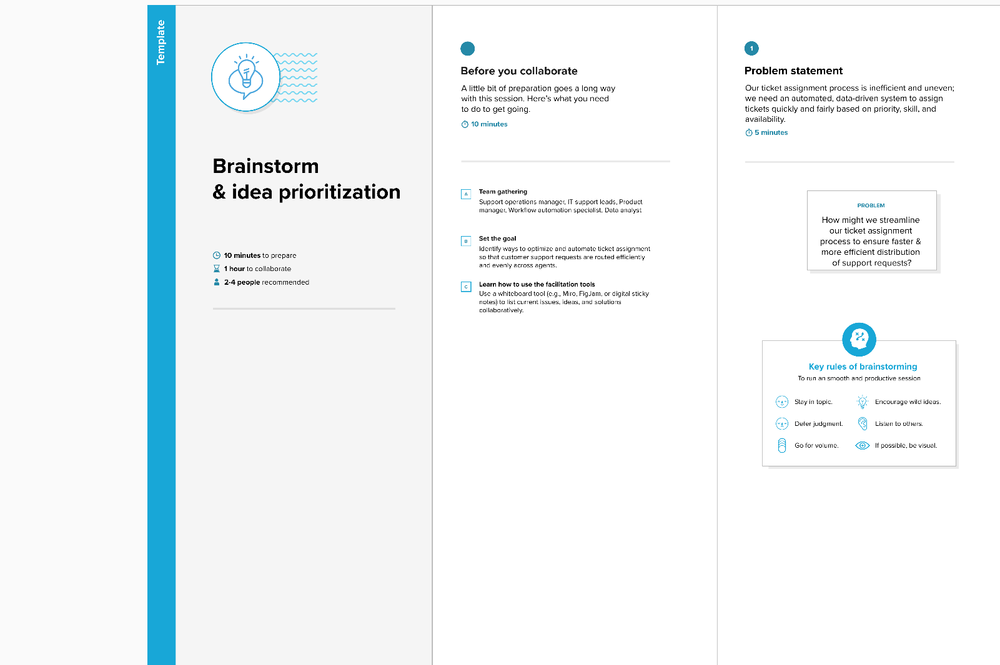 Template
Brainstorm
& idea prioritization
10 minutes to prepare
1 hour to collaborate
2-4 people recommended
Before you collaborate
A little bit of preparation goes a long way
with this session. Here's what you need
to do to get going.
10 minutes
A
Team gathering
Support operations manager, IT support leads, Product
manager, Workflow automation specialist, Data analyst
B
Set the goal
Identify ways to optimize and automate ticket assignment
so that customer support requests are routed efficiently
and evenly across agents.
C
Learn how to use the facilitation tools
Use a whiteboard tool (e.g., Miro, FigJam, or digital sticky
notes) to list current issues, ideas, and solutions
collaboratively.
1
Problem statement
Our ticket assignment process is inefficient and uneven;
we need an automated, data-driven system to assign
tickets quickly and fairly based on priority, skill, and
availability.
5 minutes
PROBLEM
How might we streamline
our ticket assignment
process to ensure faster &
more efficient distribution
of support requests?
Key rules of brainstorming
To run an smooth and productive session
Stay in topic.
Encourage wild ideas.
Defer judgment.
Listen to others.
Go for volume.
If possible, be visual.